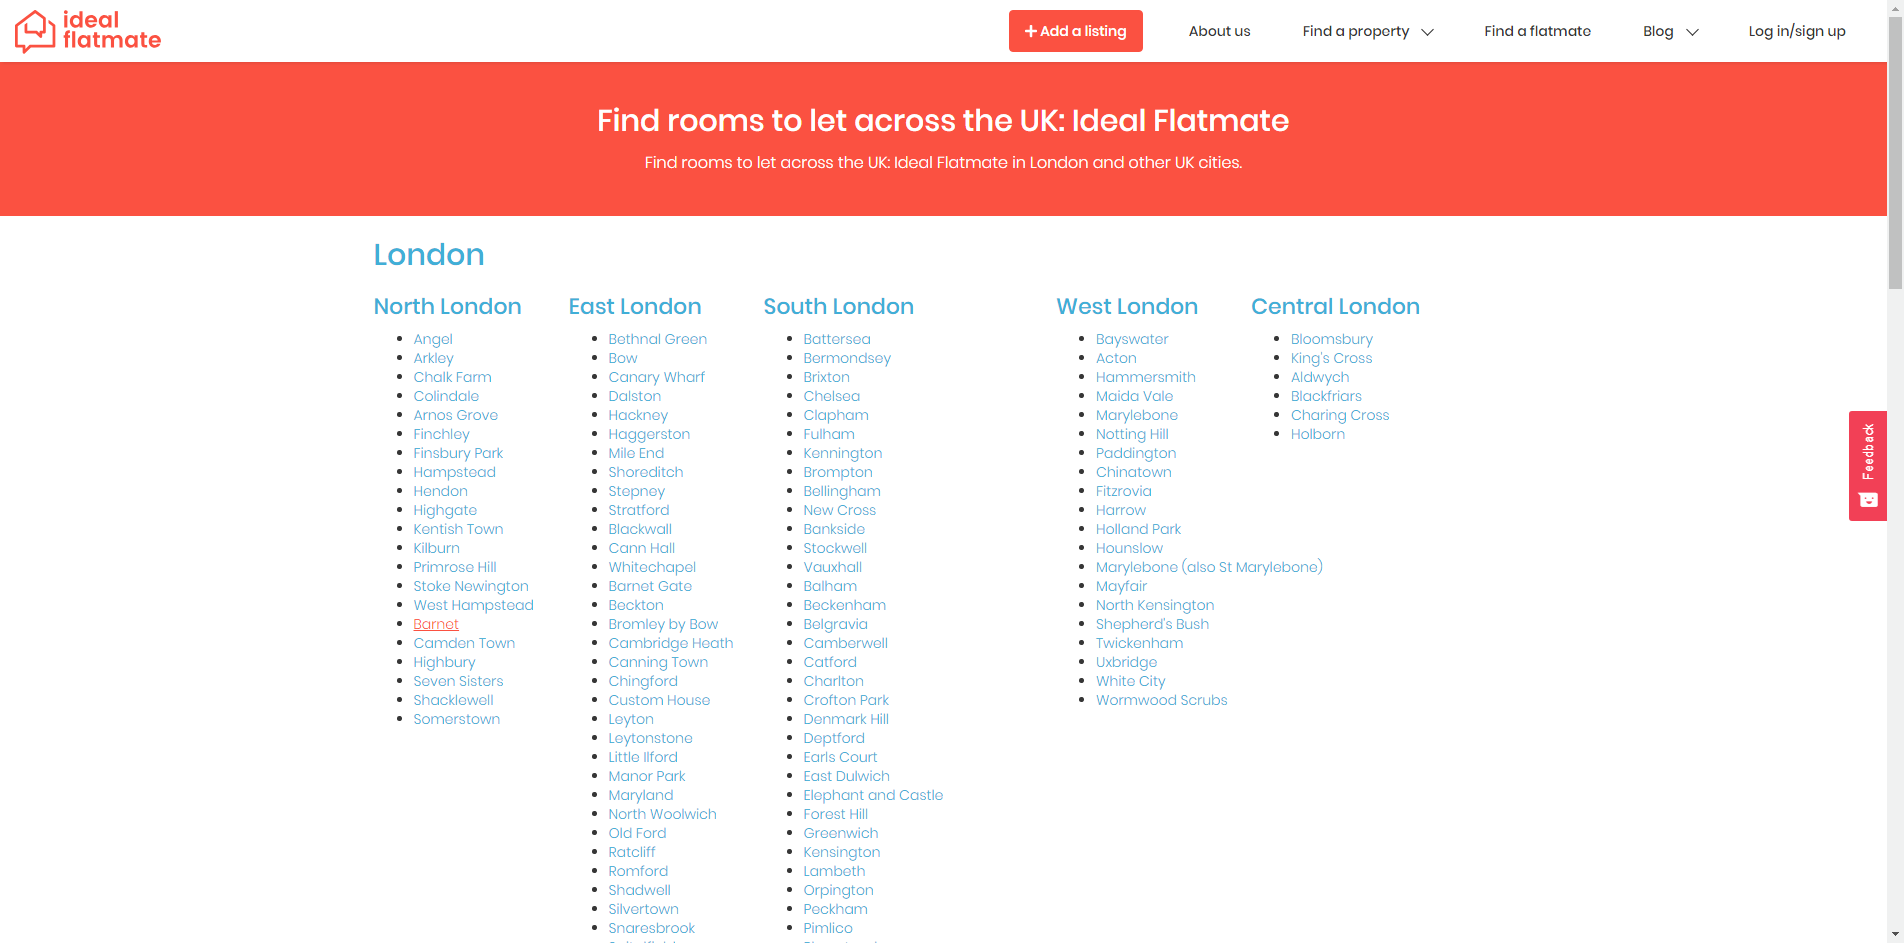 ideal
flatmate
Add a listing
About us
Find a property
Find a flatmate
Blog
Log in/sign up
Find rooms to let across the UK: Ideal Flatmate
Find rooms to let across the UK: Ideal Flatmate in London and other UK cities.
London
North London
Angel
Arkley
Chalk Farm
Colindale
Arnos Grove
Finchley
Finsbury Park
Hampstead
Hendon
Highgate
Kentish Town
Kilburn
Primrose Hill
Stoke Newington
West Hampstead
Barnet
Camden Town
Highbury
Seven Sisters
Shacklewell
Somerstown
East London
Bethnal Green
Bow
Canary Wharf
Dalston
Hackney
Haggerston
Mile End
Shoreditch
Stepney
Stratford
Blackwall
Cann Hall
Whitechapel
Barnet Gate
Beckton
Bromley by Bow
Cambridge Heath
Canning Town
Chingford
Custom House
Leyton
Leytonstone
Little Ilford
Manor Park
Maryland
North Woolwich
Old Ford
Ratcliff
Romford
Shadwell
Silvertown
Snaresbrook
South London
Battersea
Bermondsey
Brixton
Chelsea
Clapham
Fulham
Kennington
Brompton
Bellingham
New Cross
Bankside
Stockwell
Vauxhall
Balham
Beckenham
Belgravia
Camberwell
Catford
Charlton
Crofton Park
Denmark Hill
Deptford
Earls Court
East Dulwich
Elephant and Castle
Forest Hill
Greenwich
Kensington
Lambeth
Orpington
Peckham
Pimlico
West London
Bayswater
Acton
Hammersmith
Maida Vale
Marylebone
Notting Hill
Paddington
Chinatown
Fitzrovia
Harrow
Holland Park
Hounslow
Marylebone (also St Marylebone)
Mayfair
North Kensington
Shepherd's Bush
Twickenham
Uxbridge
White City
Wormwood Scrubs
Central London
Bloomsbury
King's Cross
Aldwych
Blackfriars
Charing Cross
Holborn
Feedback